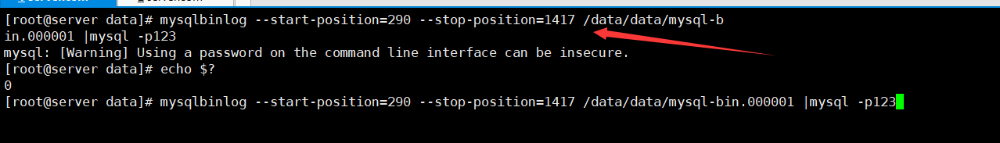 [root@server data]# mysqlbinlog --start-position=290 --stop-position=1417 /data/data/mysql-b
in.000001 |mysql -p123
mysql: [Warning] Using a password on the command line interface can be insecure.
[root@server data]# echo $?
0
[root@server data]# mysqlbinlog --start-position=290 --stop-position=1417 /data/data/mysql-bin.000001 |mysql -p123